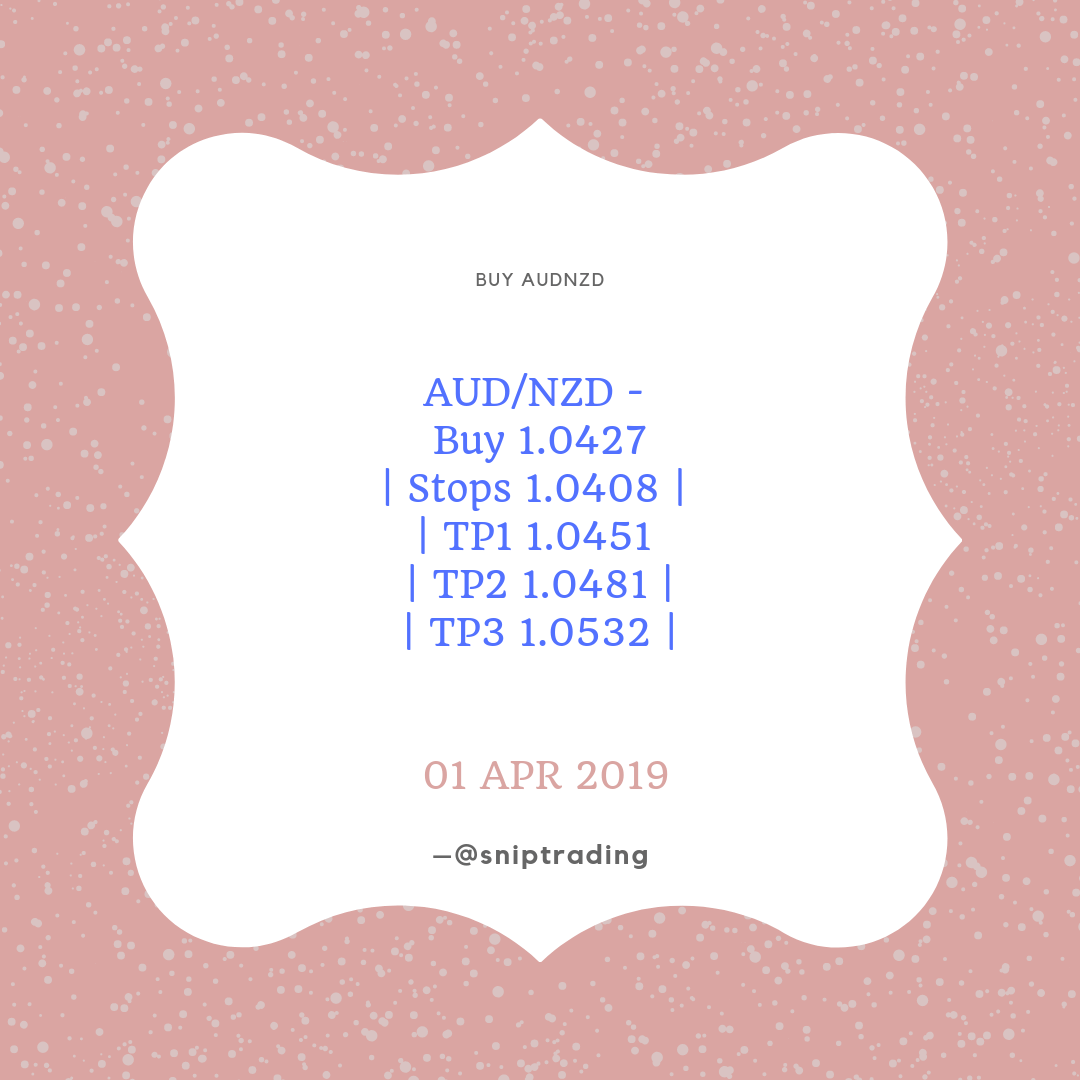 BUY AUDNZD
AUD/NZD -
Buy 1.0427
| Stops 1.0408 |
| TP1 1.0451
| TP2 1.0481 |
| TP3 1.0532 |
01 APR 2019
—@sniptrading